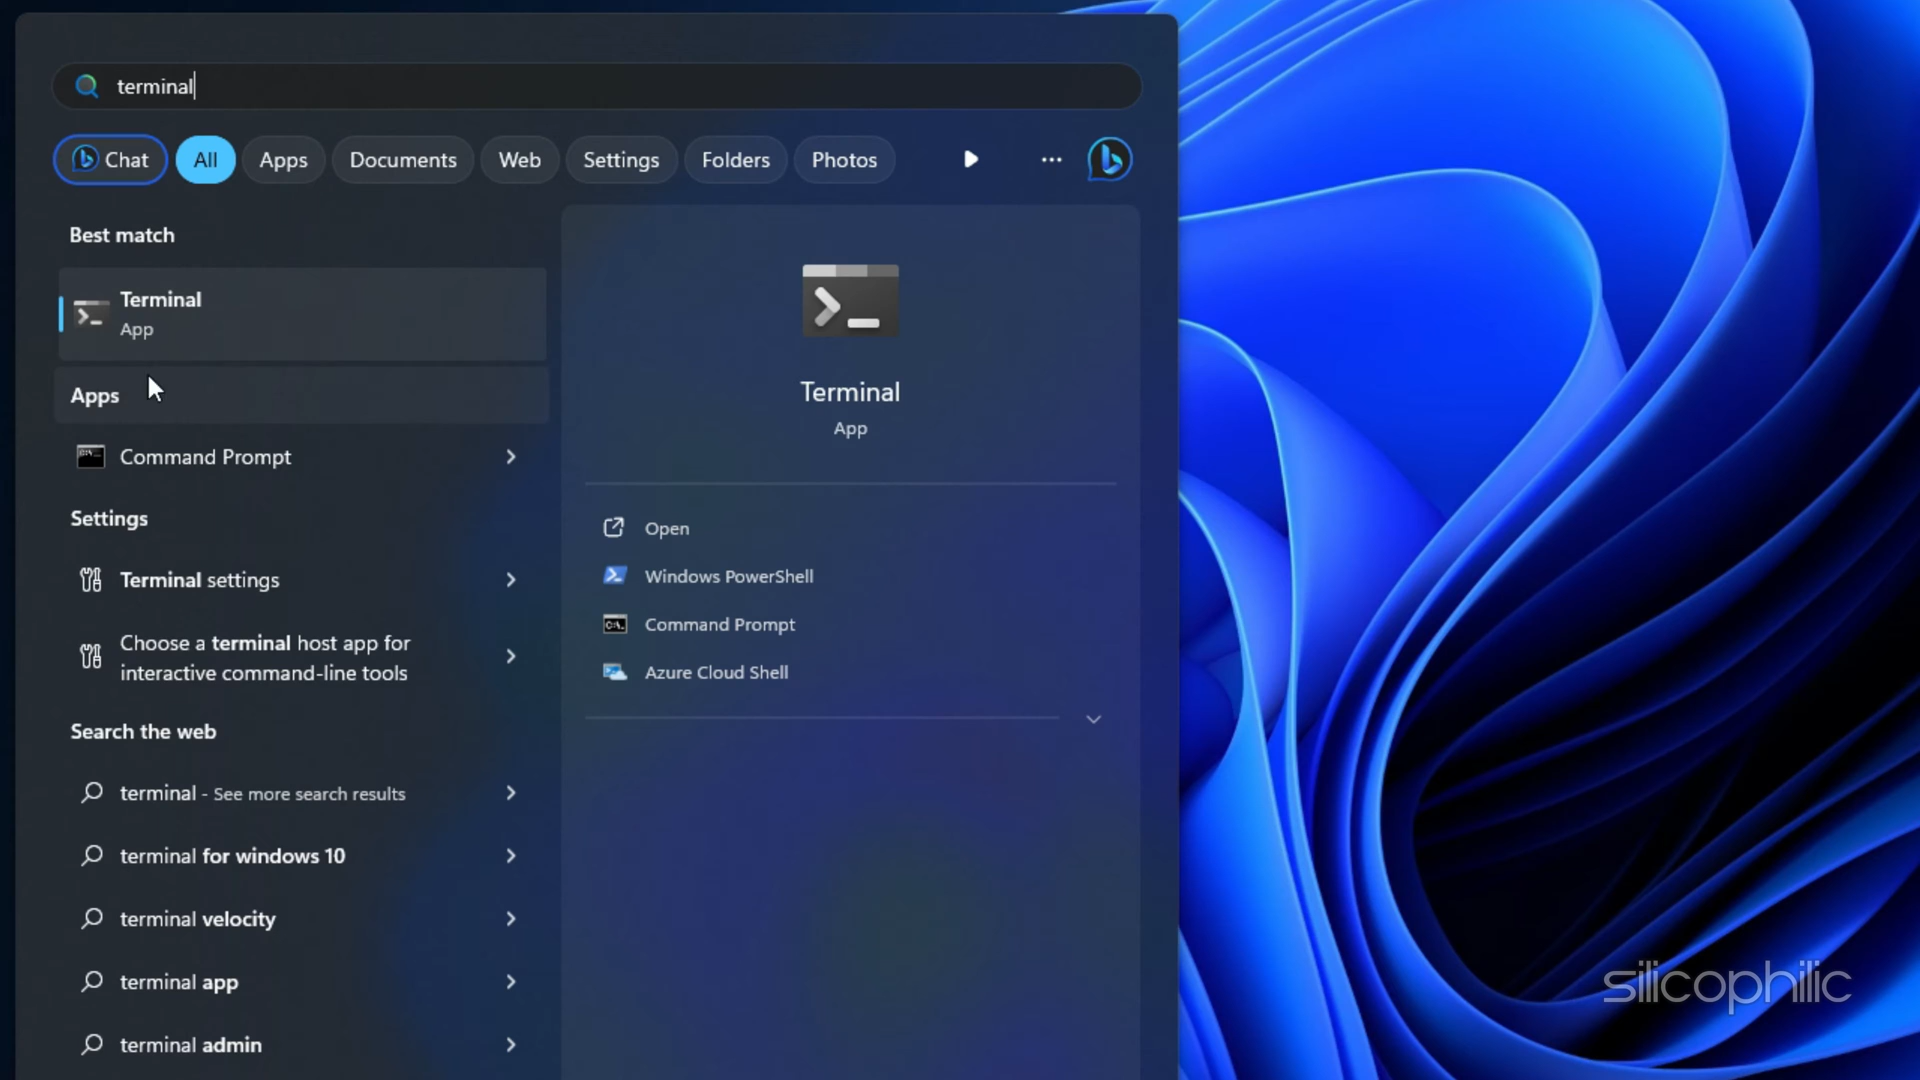 terminal
Chat All Apps Documents Web Settings Folders Photos
Best match
Terminal
App
Apps
Command Prompt
Settings
Terminal settings
Choose a terminal host app for
interactive command-line tools
Search the web
terminal - See more search results
terminal for windows 10
terminal velocity
terminal app
terminal admin
Terminal
App
Open
Windows PowerShell
Command Prompt
Azure Cloud Shell
silicophilic